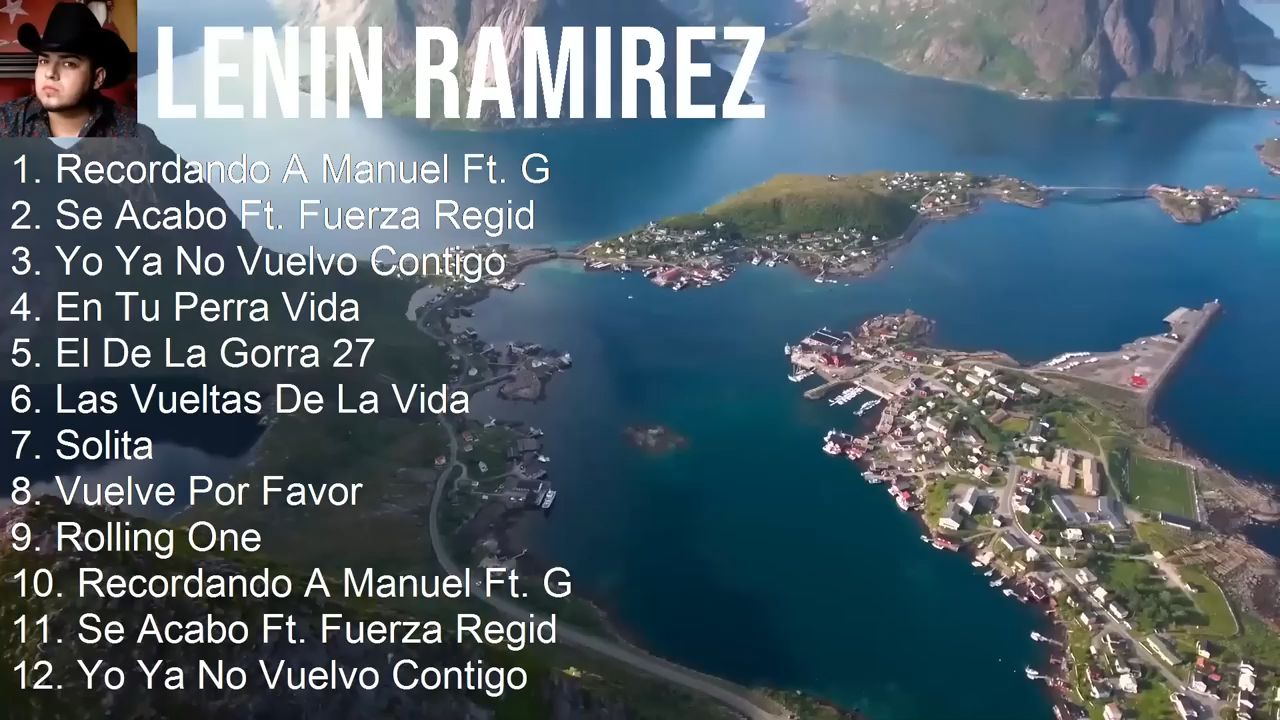 LENIN RAMIREZ
1. Recordando A Manuel Ft. G
2. Se Acabo Ft. Fuerza Regid
3. Yo Ya No Vuelvo Contigo
4. En Tu Perra Vida
5. El De La Gorra 27
6. Las Vueltas De La Vida
7. Solita
8. Vuelve Por Favor
9. Rolling One
10. Recordando A Manuel Ft. G
11. Se Acabo Ft. Fuerza Regid
12. Yo Ya No Vuelvo Contigo